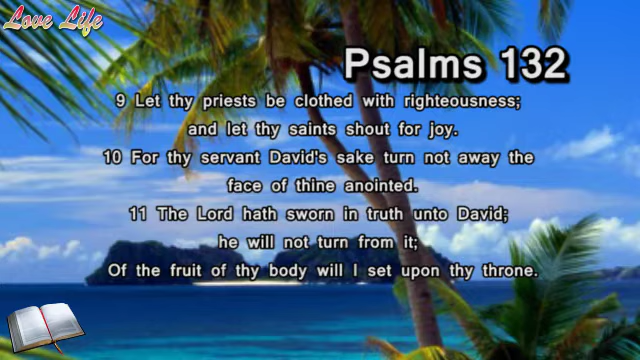 Love Life
Psalms 132
9 Let thy priests be clothed with righteousness;
and let thy saints shout for joy.
10 For thy servant David's sake turn not away the
face of thine anointed.
11 The Lord hath sworn in truth unto David;
he will not turn from it;
Of the fruit of thy body will I set upon thy throne.